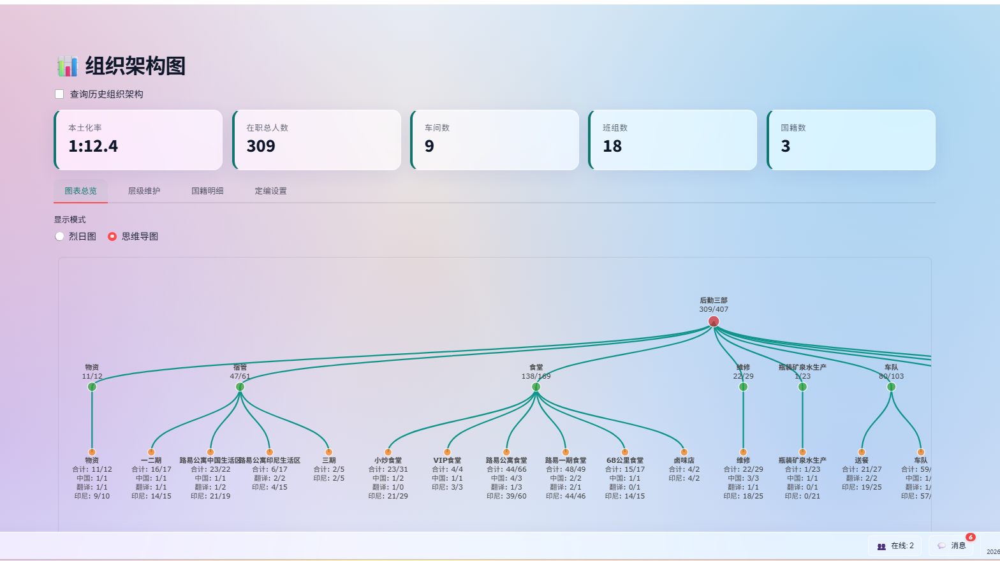 组织架构图
查询历史组织架构
本土化率
1:12.4
在职总人数
309
车间数
9
班组数
18
国籍数
3
图表总览
层级维护
国籍明细
定编设置
显示模式
烈日图
思维导图
后勤三部
309/407
物资
11/12
宿管
47/61
食堂
138/169
维修
22/29
瓶装矿泉水生产
1/23
车队
80/103
物资
合计: 11/12
中国: 1/1
翻译: 1/1
印尼: 9/10
一二期
合计: 16/17
中国: 1/1
翻译: 1/1
印尼: 14/15
路易公寓中国生活区
合计: 23/22
中国: 1/1
翻译: 1/2
印尼: 21/19
路易公寓印尼生活区
合计: 6/17
翻译: 2/2
印尼: 4/15
三期
合计: 2/5
印尼: 2/5
小炒食堂
合计: 23/31
中国: 1/2
翻译: 1/0
印尼: 21/29
VIP食堂
合计: 4/4
中国: 1/1
印尼: 3/3
路易公寓食堂
合计: 44/66
中国: 4/3
翻译: 1/3
印尼: 39/60
路易一期食堂
合计: 48/49
中国: 2/2
翻译: 2/1
印尼: 44/46
68公里食堂
合计: 15/17
中国: 1/1
翻译: 0/1
印尼: 14/15
卤味店
合计: 4/2
印尼: 4/2
维修
合计: 22/29
中国: 3/3
翻译: 1/1
印尼: 18/25
瓶装矿泉水生产
合计: 1/23
中国: 1/1
翻译: 0/1
印尼: 0/21
送餐
合计: 21/27
翻译: 2/2
印尼: 19/25
车队
合计: 59/
中国: 1/
翻译: 1/
印尼: 57/
在线: 2
消息
6
2026